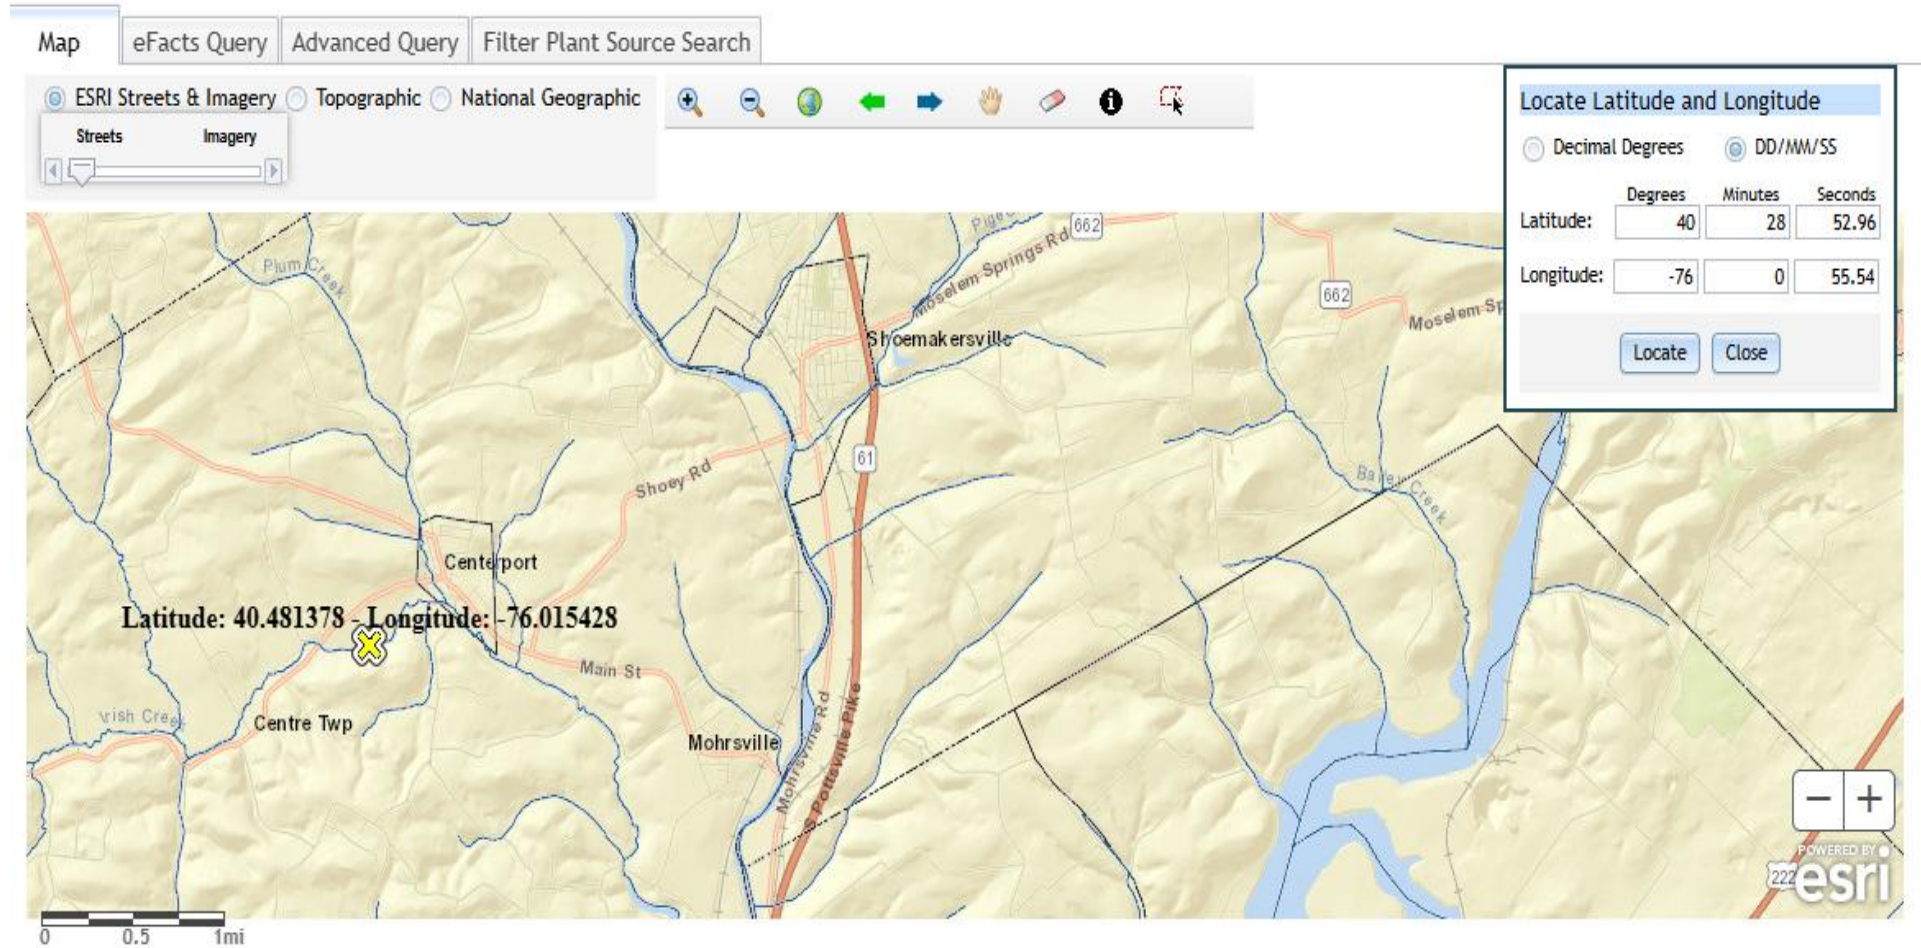 Map eFacts Query Advanced Query Filter Plant Source Search
ESRI Streets & Imagery Topographic National Geographic
Streets Imagery
Locate Latitude and Longitude
Decimal Degrees DD/MM/SS
Degrees Minutes Seconds
Latitude: 40 28 52.96
Longitude: -76 0 55.54
Locate Close
662
Moselem Springs Rd
Plum Creek
662
Moselem
Shoemakersville
61
Shoey Rd
Centerport
Latitude: 40.481378 - Longitude: -76.015428
Main St
Centre Twp
Mohrsville
Mohrsville Rd
S Pottsville Pike
Bailey Creek
222
POWERED BY
esri
0 0.5 1mi